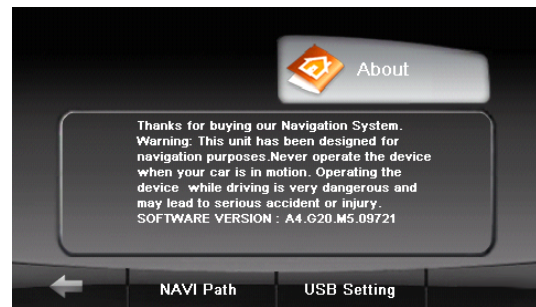 About
Thanks for buying our Navigation System.
Warning: This unit has been designed for
navigation purposes.Never operate the device
when your car is in motion. Operating the
device while driving is very dangerous and
may lead to serious accident or injury.
SOFTWARE VERSION : A4.G20.M5.09721
NAVI Path
USB Setting